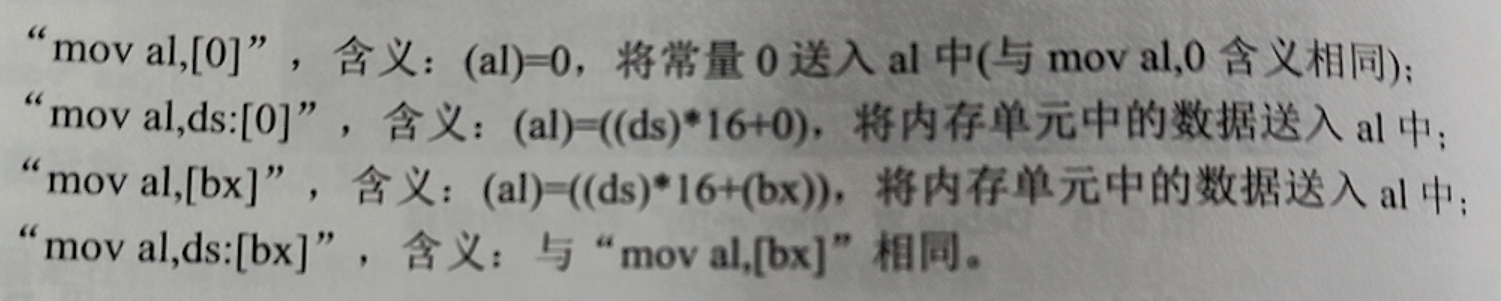 “mov al,[0]”，含义：(al)=0，将常量 0 送入 al 中(与 mov al,0 含义相同)；
“mov al,ds:[0]”，含义：(al)=((ds)*16+0)，将内存单元中的数据送入 al 中；
“mov al,[bx]”，含义：(al)=((ds)*16+(bx))，将内存单元中的数据送入 al 中；
“mov al,ds:[bx]”，含义：与“mov al,[bx]”相同。